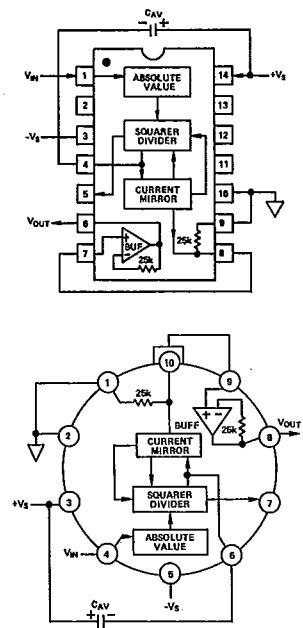 CAV
− +
VIN 1 ABSOLUTE VALUE 14 +VS
2 13
−VS 3 SQUARER DIVIDER 12
4 11
5 CURRENT MIRROR 10
VOUT 6 25k 9
7 + − BUF 25k 8
10
1 25k 9
BUFF + −
2 CURRENT MIRROR 25k 8 VOUT
+VS 3 SQUARER DIVIDER 7
VIN 4 ABSOLUTE VALUE 6
5
−VS
CAV
+ −